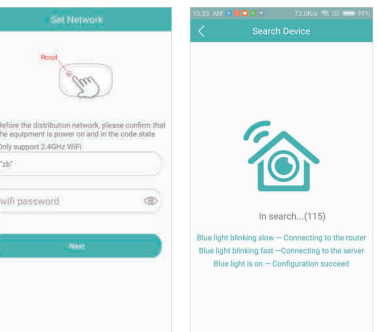 Set Network
Reset
Before the distribution network, please confirm that
the equipment is power on and in the code state
Only support 2.4GHz WiFi
"zb"
wifi password
Next
10:33 AM
73.0K/s
93%
Search Device
In search...(115)
Blue light blinking slow — Connecting to the router
Blue light blinking fast —Connecting to the server
Blue light is on — Configuration succeed